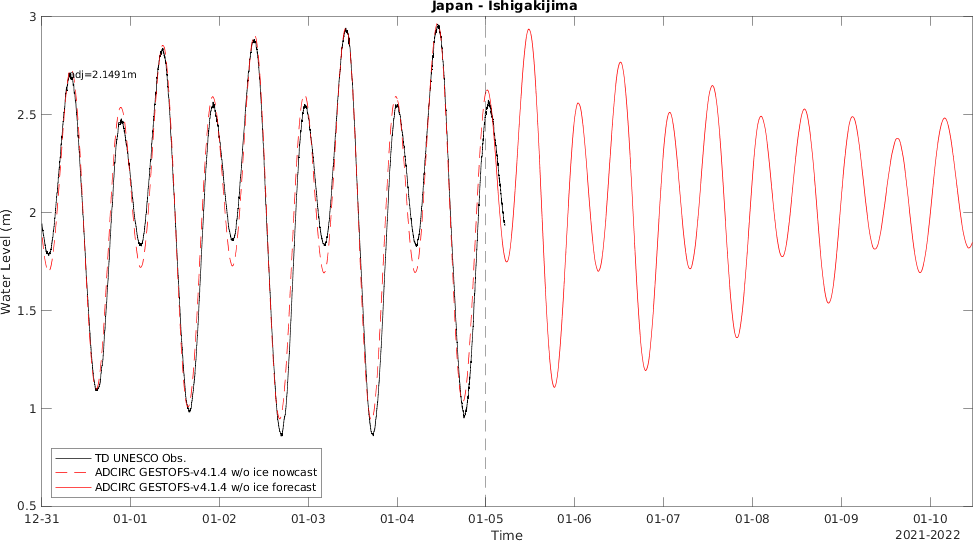 Japan - Ishigakijima
3
2.5
2
1.5
1
0.5
Water Level (m)
adj=2.1491m
TD UNESCO Obs.
ADCIRC GESTOFS-v4.1.4 w/o ice nowcast
ADCIRC GESTOFS-v4.1.4 w/o ice forecast
12-31 01-01 01-02 01-03 01-04 01-05 01-06 01-07 01-08 01-09 01-10
Time
2021-2022